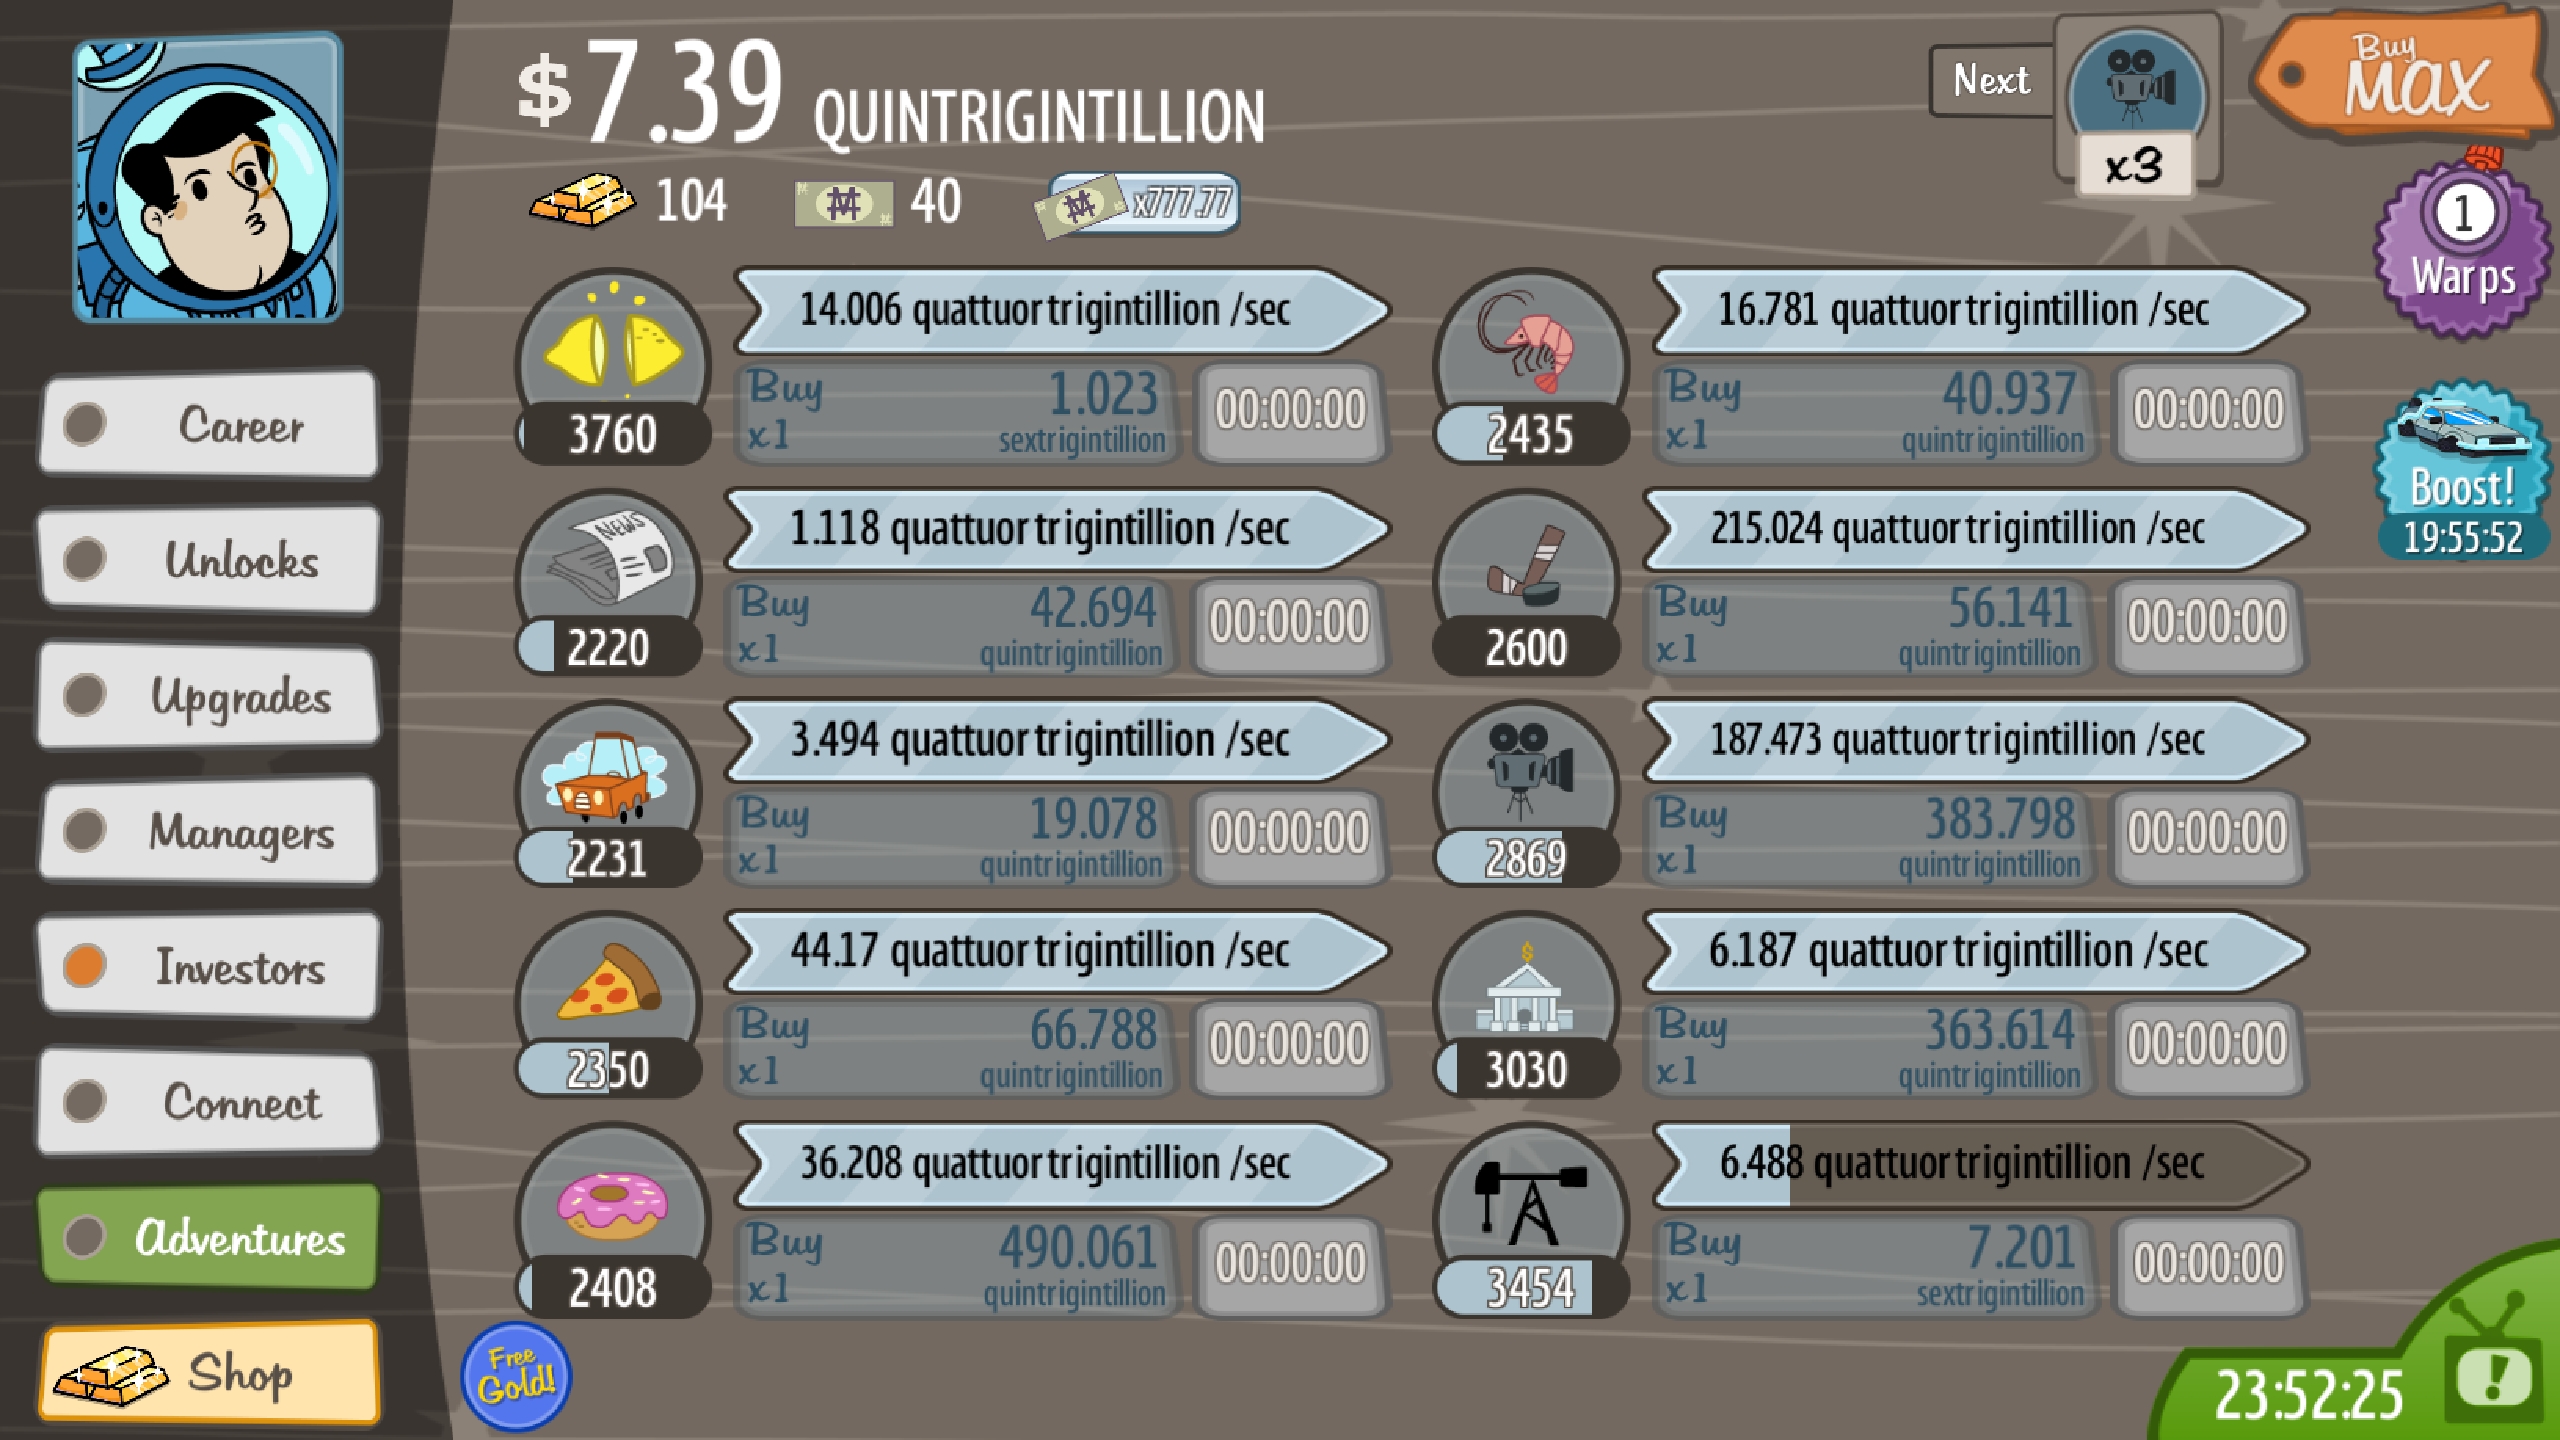 $7.39 QUINTRIGINTILLION
104
40
x777.77
Next
x3
Buy
MAX
1
Warps
Boost!
19:55:52
Career
Unlocks
Upgrades
Managers
Investors
Connect
Adventures
Shop
14.006 quattuortrigintillion /sec
3760
Buy
x1
1.023
sextrigintillion
00:00:00
NEWS
1.118 quattuortrigintillion /sec
2220
Buy
x1
42.694
quintrigintillion
00:00:00
3.494 quattuortrigintillion /sec
2231
Buy
x1
19.078
quintrigintillion
00:00:00
44.17 quattuortrigintillion /sec
2350
Buy
x1
66.788
quintrigintillion
00:00:00
36.208 quattuortrigintillion /sec
2408
Buy
x1
490.061
quintrigintillion
00:00:00
16.781 quattuortrigintillion /sec
2435
Buy
x1
40.937
quintrigintillion
00:00:00
215.024 quattuortrigintillion /sec
2600
Buy
x1
56.141
quintrigintillion
00:00:00
187.473 quattuortrigintillion /sec
2869
Buy
x1
383.798
quintrigintillion
00:00:00
$
6.187 quattuortrigintillion /sec
3030
Buy
x1
363.614
quintrigintillion
00:00:00
6.488 quattuortrigintillion /sec
3454
Buy
x1
7.201
sextrigintillion
00:00:00
Free
Gold!
23:52:25
!